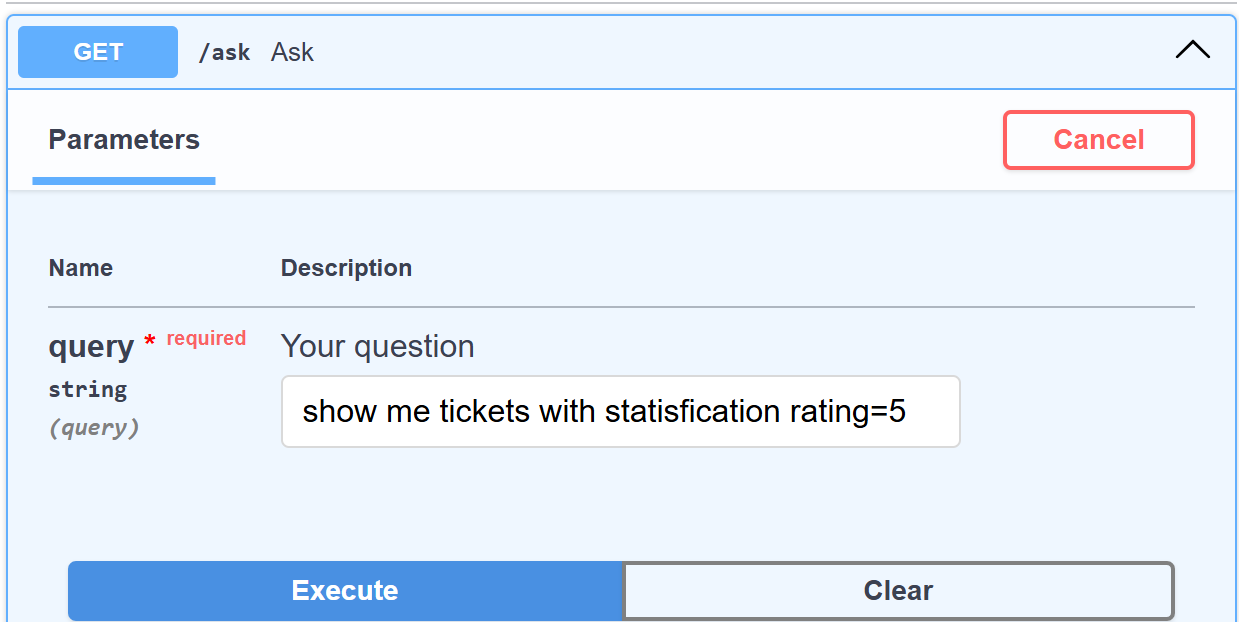 GET /ask Ask
Parameters
Cancel
Name Description
query * required
Your question
string
show me tickets with statisfication rating=5
(query)
Execute
Clear